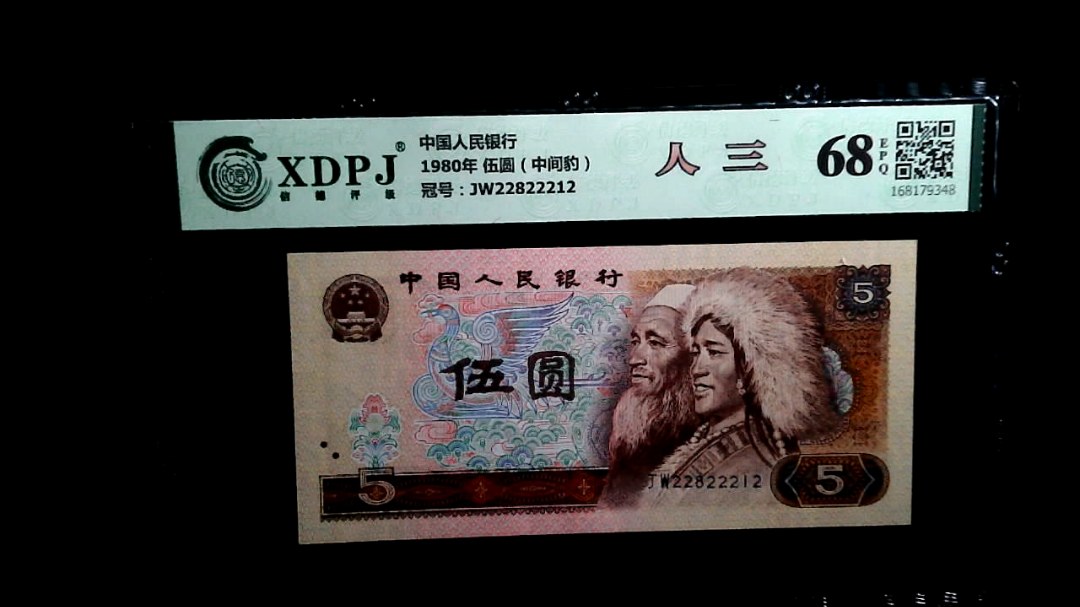 XDPJ®
信德评级
中国人民银行
1980年 伍圆（中间豹）
冠号：JW22822212
人 三
68
EPQ
168179348
中国人民银行
5
伍圆
5
JW22822212
5